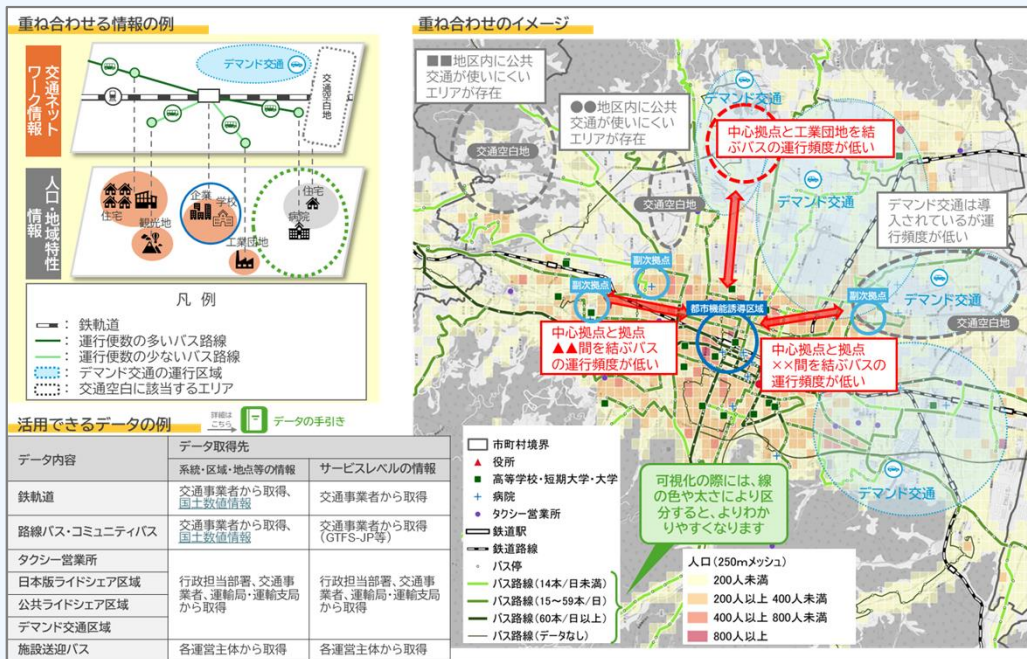 重ね合わせる情報の例
交通ネット
ワーク情報
デマンド交通
交通空白地
人口・地域特性
情報
住宅
観光地
企業
学校
工業団地
病院
住宅
凡 例
： 鉄軌道
： 運行便数の多いバス路線
： 運行便数の少ないバス路線
： デマンド交通の運行区域
： 交通空白に該当するエリア
活用できるデータの例
詳細は
こちら
データの手引き
データ内容
データ取得先
系統・区域・地点等の情報
サービスレベルの情報
鉄軌道
交通事業者から取得、
国土数値情報
交通事業者から取得
路線バス・コミュニティバス
交通事業者から取得、
国土数値情報
交通事業者から取得
(GTFS-JP等)
タクシー営業所
日本版ライドシェア区域
公共ライドシェア区域
デマンド交通区域
行政担当部署、交通事
業者、運輸局・運輸支局
から取得
行政担当部署、交通事
業者、運輸局・運輸支局
から取得
施設送迎バス
各運営主体から取得
各運営主体から取得
重ね合わせのイメージ
■■地区内に公共
交通が使いにくい
エリアが存在
●●地区内に公共
交通が使いにくい
エリアが存在
デマンド交通
中心拠点と工業団地を結
ぶバスの運行頻度が低い
交通空白地
交通空白地
デマンド交通
デマンド交通は導
入されているが運
行頻度が低い
副次拠点
副次拠点
都市機能誘導区域
副次拠点
デマンド交通
交通空白地
中心拠点と拠点
▲▲間を結ぶバス
の運行頻度が低い
中心拠点と拠点
××間を結ぶバスの
運行頻度が低い
デマンド交通
市町村境界
役所
高等学校・短期大学・大学
病院
タクシー営業所
鉄道駅
鉄道路線
バス停
バス路線(14本/日未満)
バス路線(15～59本/日)
バス路線(60本/日以上)
バス路線(データなし)
可視化の際には、線
の色や太さにより区
分すると、よりわか
りやすくなります
人口(250mメッシュ)
200人未満
200人以上 400人未満
400人以上 800人未満
800人以上